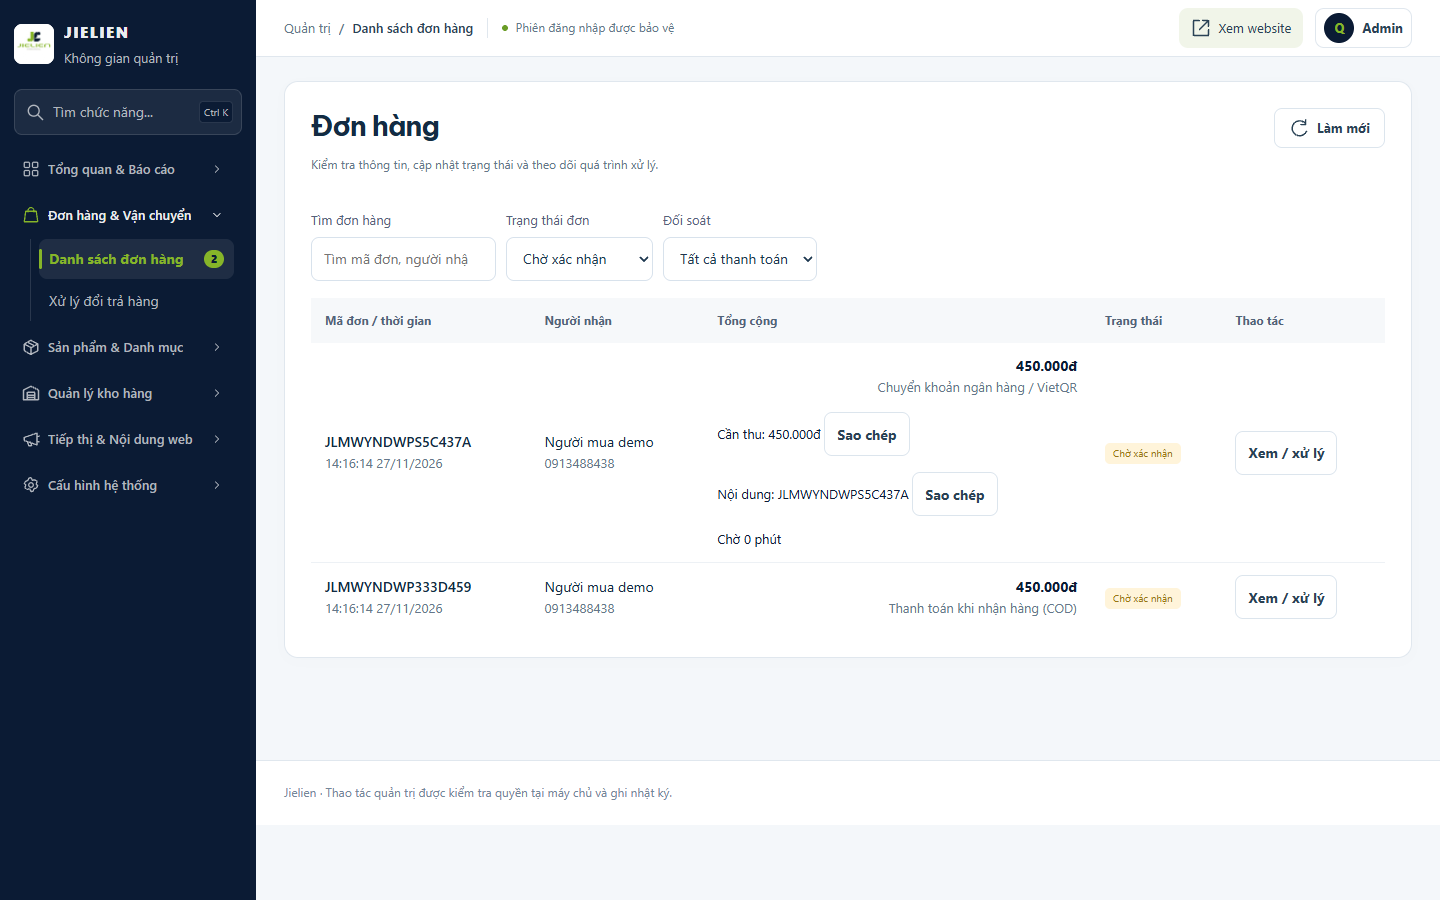 JC
JIELIEN
JIELIEN
Không gian quản trị
Tìm chức năng...
Ctrl K
Tổng quan & Báo cáo
Đơn hàng & Vận chuyển
Danh sách đơn hàng
2
Xử lý đổi trả hàng
Sản phẩm & Danh mục
Quản lý kho hàng
Tiếp thị & Nội dung web
Cấu hình hệ thống
Quản trị / Danh sách đơn hàng
Phiên đăng nhập được bảo vệ
Xem website
Q
Admin
Đơn hàng
Làm mới
Kiểm tra thông tin, cập nhật trạng thái và theo dõi quá trình xử lý.
Tìm đơn hàng
Trạng thái đơn
Đối soát
Tìm mã đơn, người nhậ
Chờ xác nhận
Tất cả thanh toán
Mã đơn / thời gian
Người nhận
Tổng cộng
Trạng thái
Thao tác
450.000đ
Chuyển khoản ngân hàng / VietQR
Cần thu: 450.000đ
Sao chép
JLMWYNDWPS5C437A
14:16:14 27/11/2026
Người mua demo
0913488438
Chờ xác nhận
Xem / xử lý
Nội dung: JLMWYNDWPS5C437A
Sao chép
Chờ 0 phút
JLMWYNDWP333D459
14:16:14 27/11/2026
Người mua demo
0913488438
450.000đ
Thanh toán khi nhận hàng (COD)
Chờ xác nhận
Xem / xử lý
Jielien · Thao tác quản trị được kiểm tra quyền tại máy chủ và ghi nhật ký.